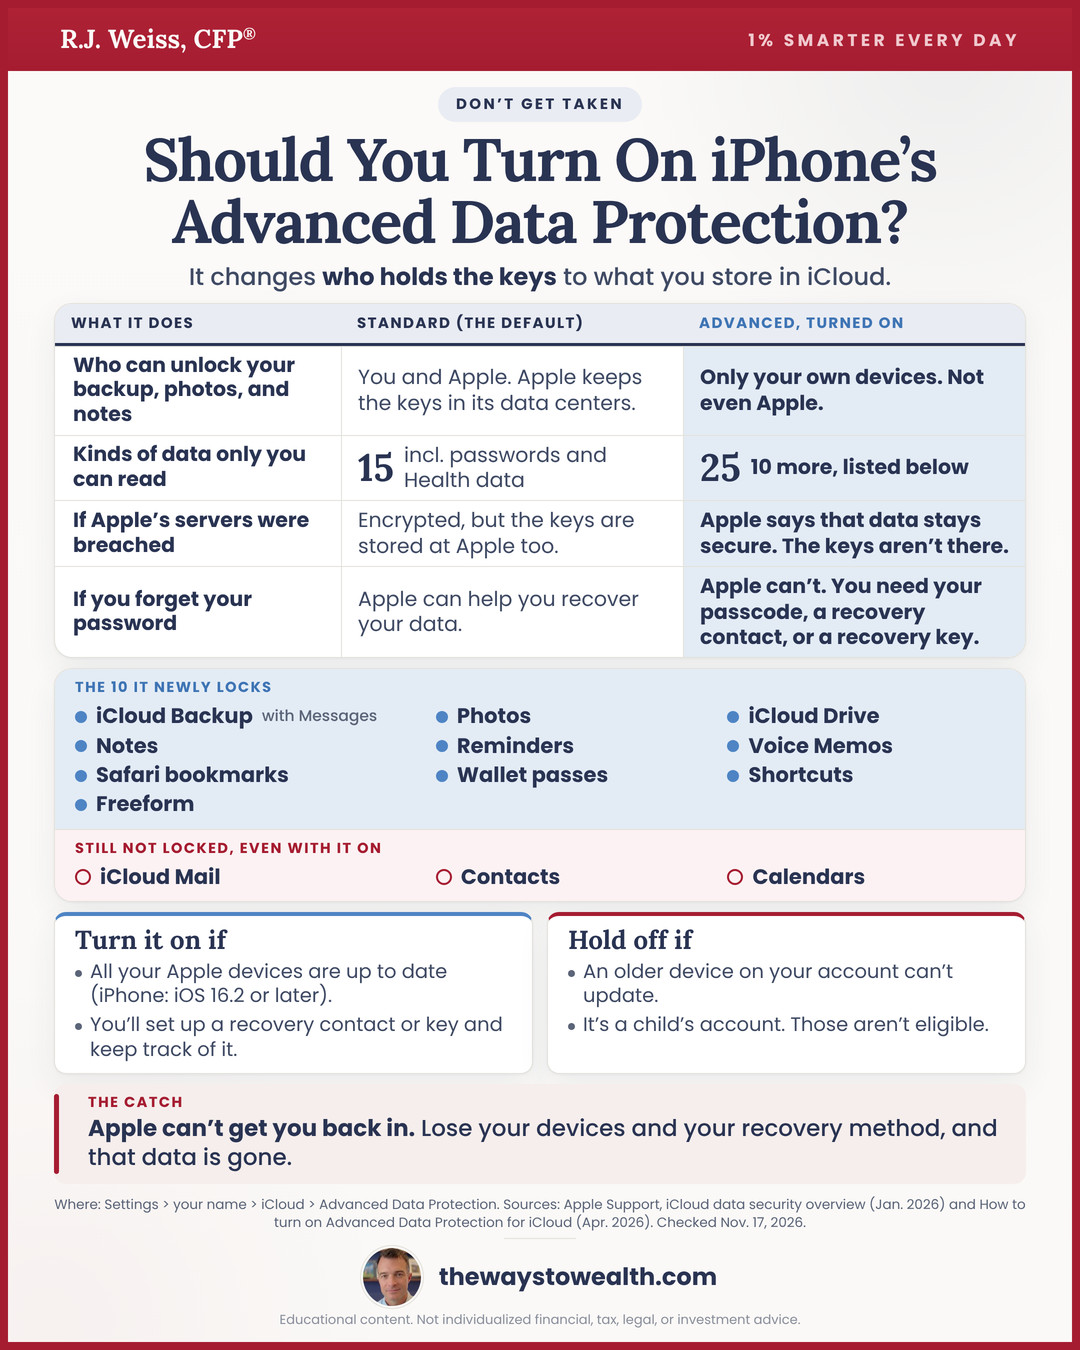 R.J. Weiss, CFP®
1% SMARTER EVERY DAY
DON’T GET TAKEN
Should You Turn On iPhone’s
Advanced Data Protection?
It changes who holds the keys to what you store in iCloud.
WHAT IT DOES
STANDARD (THE DEFAULT)
ADVANCED, TURNED ON
Who can unlock your
backup, photos, and
notes
You and Apple. Apple keeps
the keys in its data centers.
Only your own devices. Not
even Apple.
Kinds of data only you
can read
15 incl. passwords and
Health data
25 10 more, listed below
If Apple’s servers were
breached
Encrypted, but the keys are
stored at Apple too.
Apple says that data stays
secure. The keys aren’t there.
If you forget your
password
Apple can help you recover
your data.
Apple can’t. You need your
passcode, a recovery
contact, or a recovery key.
THE 10 IT NEWLY LOCKS
iCloud Backup with Messages
Photos
iCloud Drive
Notes
Reminders
Voice Memos
Safari bookmarks
Wallet passes
Shortcuts
Freeform
STILL NOT LOCKED, EVEN WITH IT ON
iCloud Mail
Contacts
Calendars
Turn it on if
• All your Apple devices are up to date
(iPhone: iOS 16.2 or later).
• You’ll set up a recovery contact or key and
keep track of it.
Hold off if
• An older device on your account can’t
update.
• It’s a child’s account. Those aren’t eligible.
THE CATCH
Apple can’t get you back in. Lose your devices and your recovery method, and
that data is gone.
Where: Settings > your name > iCloud > Advanced Data Protection. Sources: Apple Support, iCloud data security overview (Jan. 2026) and How to
turn on Advanced Data Protection for iCloud (Apr. 2026). Checked Nov. 17, 2026.
thewaystowealth.com
Educational content. Not individualized financial, tax, legal, or investment advice.